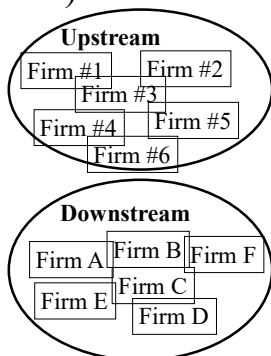 Upstream
Firm #1
Firm #2
Firm #3
Firm #4
Firm #5
Firm #6
Downstream
Firm A
Firm B
Firm F
Firm E
Firm C
Firm D